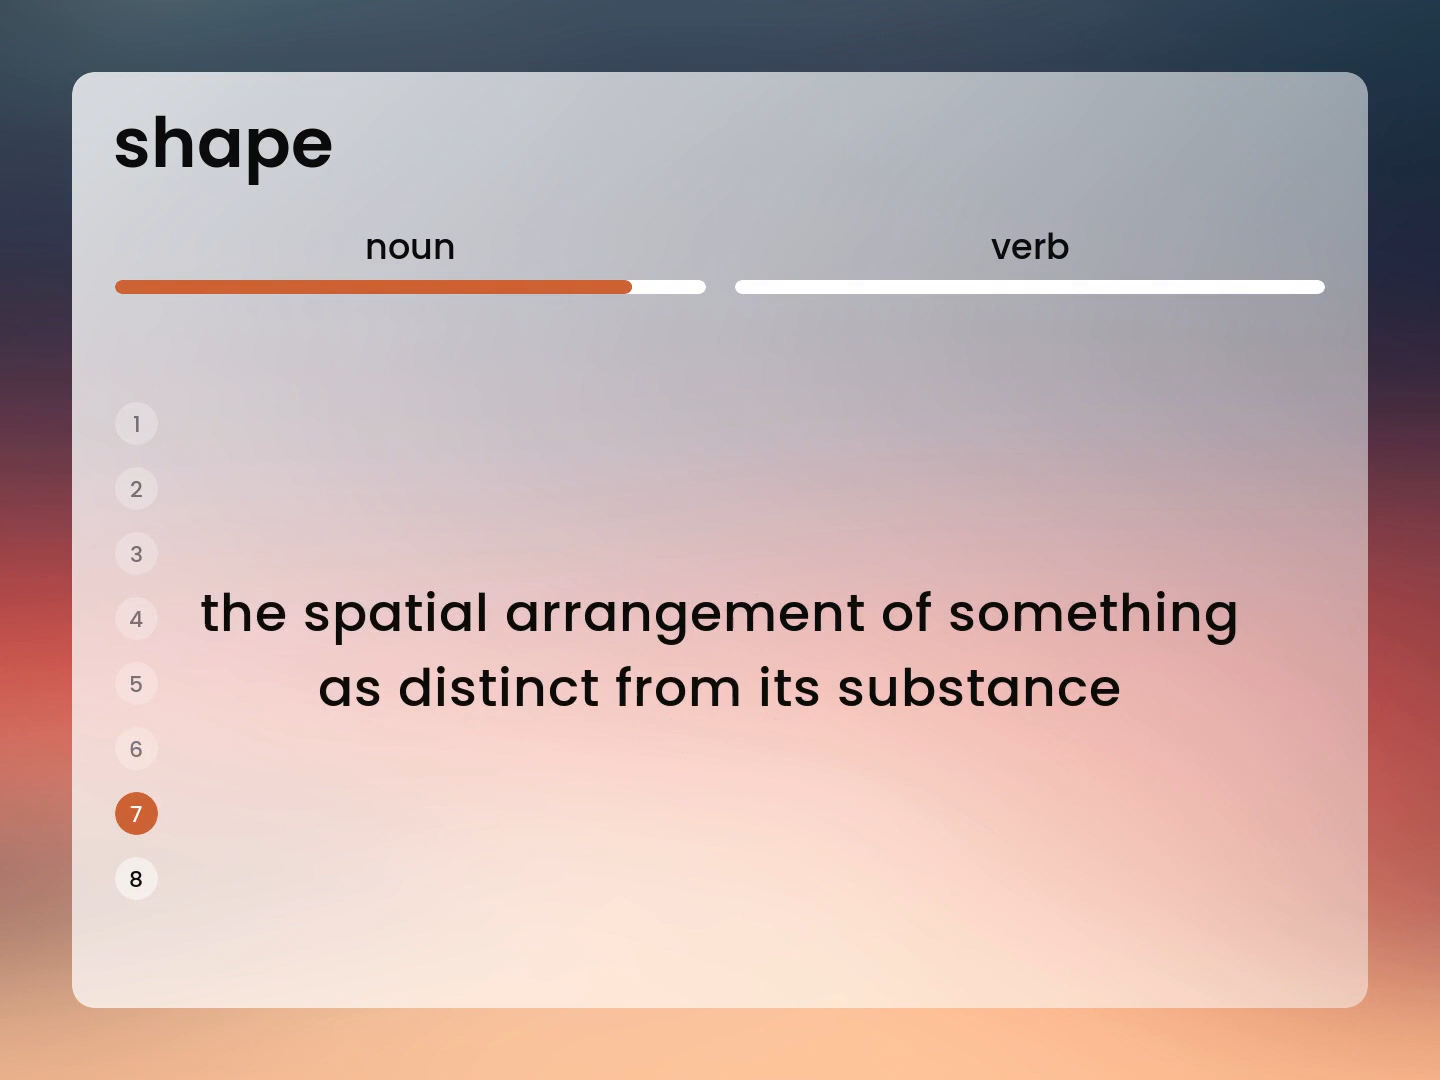 shape
noun
verb
1
2
3
4
5
6
7
8
the spatial arrangement of something
as distinct from its substance